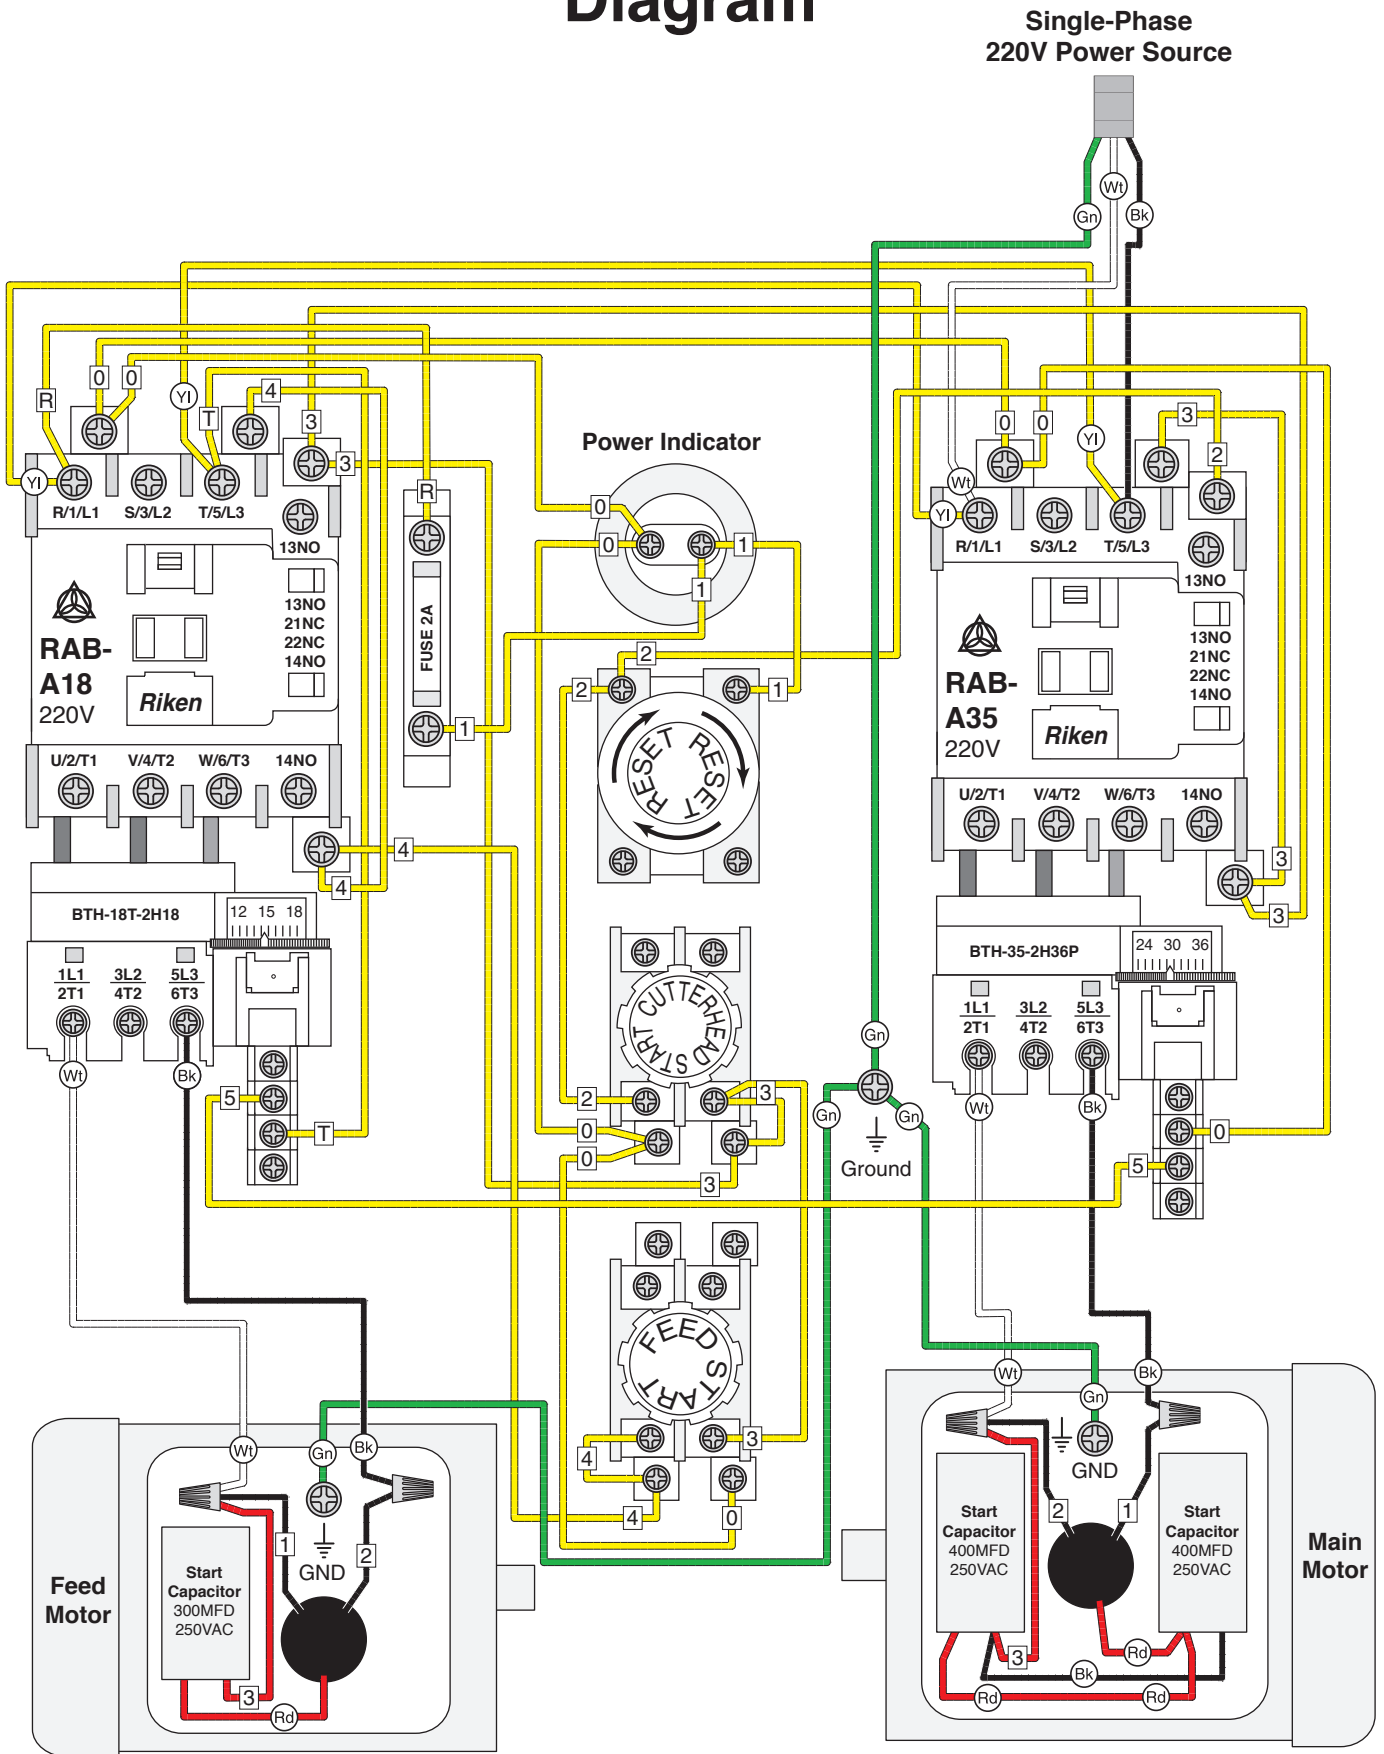 Diagram
Single-Phase
220V Power Source
Wt
Gn
Bk
0
0
R
Yl
T
4
3
3
0
0
Yl
3
2
Power Indicator
Yl
R/1/L1
S/3/L2
T/5/L3
13NO
R
0
0
1
1
Wt
Yl
R/1/L1
S/3/L2
T/5/L3
13NO
13NO
21NC
22NC
14NO
RAB-
A18
220V
Riken
FUSE 2A
1
2
2
1
RESET RESET
13NO
21NC
22NC
14NO
RAB-
A35
220V
Riken
U/2/T1
V/4/T2
W/6/T3
14NO
U/2/T1
V/4/T2
W/6/T3
14NO
4
4
3
3
BTH-18T-2H18
12 15 18
1L1
2T1
3L2
4T2
5L3
6T3
BTH-35-2H36P
24 30 36
1L1
2T1
3L2
4T2
5L3
6T3
Wt
Bk
5
T
CUTTERHEAD START
2
3
0
0
3
Gn
Gn
Gn
Ground
Wt
Bk
0
5
FEED START
3
4
4
0
Wt
Gn
Bk
Wt
Bk
Gn
GND
1
2
GND
Start
Capacitor
300MFD
250VAC
3
Rd
Feed
Motor
Start
Capacitor
400MFD
250VAC
2
1
Start
Capacitor
400MFD
250VAC
3
Rd
Bk
Rd
Rd
Main
Motor